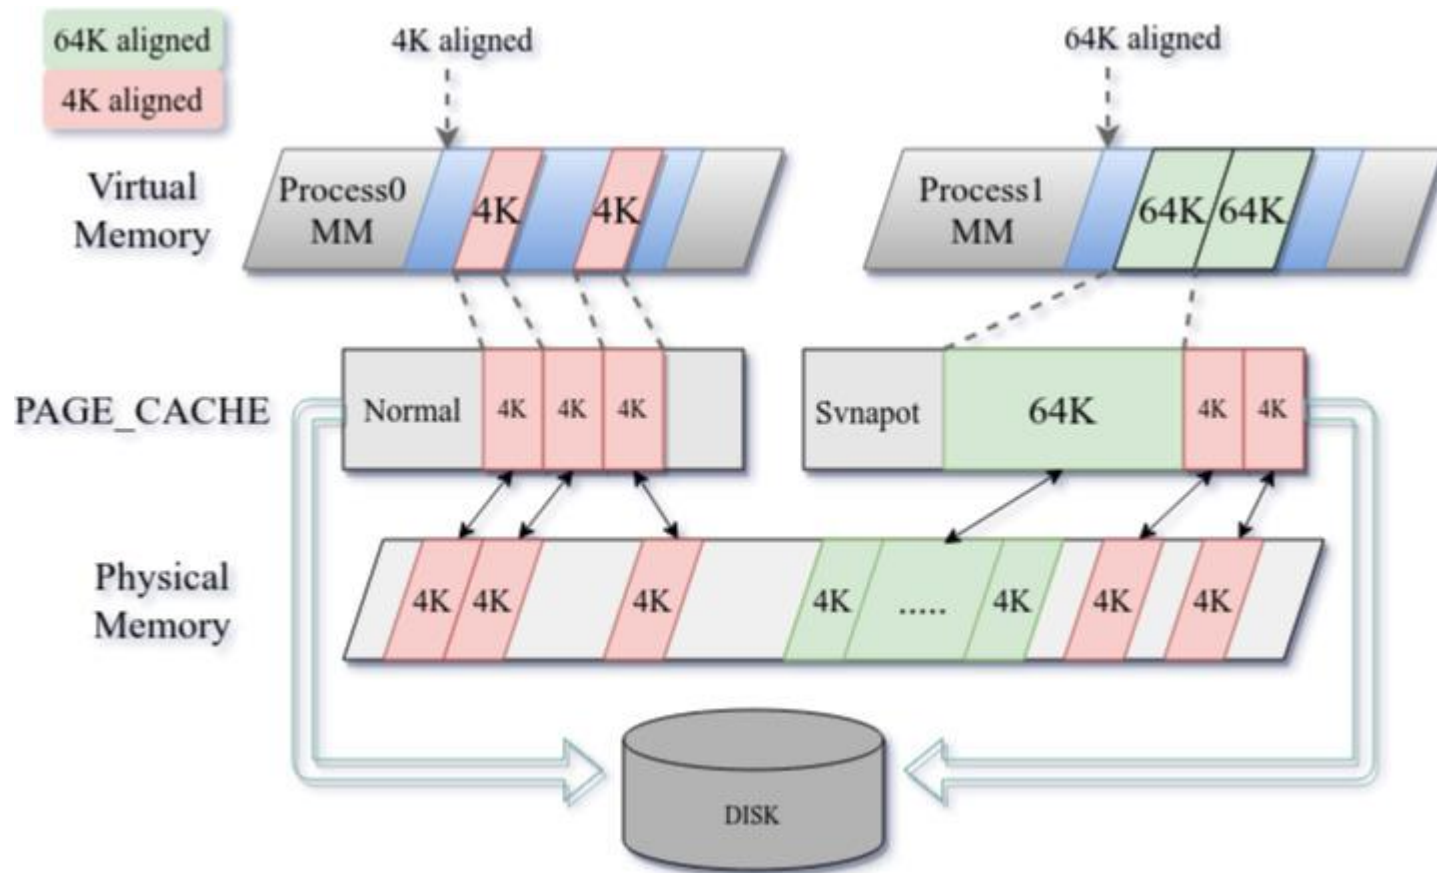 64K aligned
4K aligned
4K aligned
64K aligned
Virtual
Memory
Process0
MM
4K
4K
Process1
MM
64K
64K
PAGE_CACHE
Normal
4K
4K
4K
Svnapot
64K
4K
4K
Physical
Memory
4K
4K
4K
4K
.....
4K
4K
4K
DISK